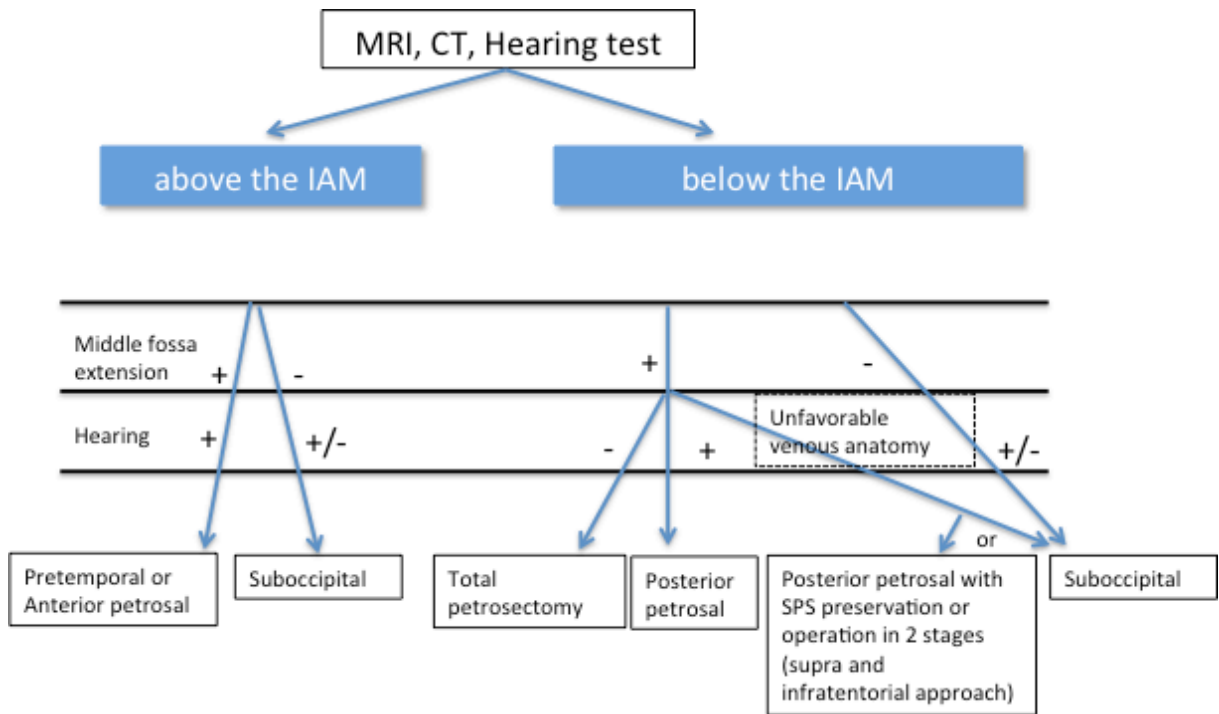 MRI, CT, Hearing test
above the IAM
below the IAM
Middle fossa
extension
+
-
+
-
Hearing
+
+/-
-
+
Unfavorable
venous anatomy
+/-
or
Pretemporal or
Anterior petrosal
Suboccipital
Total
petrosectomy
Posterior
petrosal
Posterior petrosal with
SPS preservation or
operation in 2 stages
(supra and
infratentorial approach)
Suboccipital